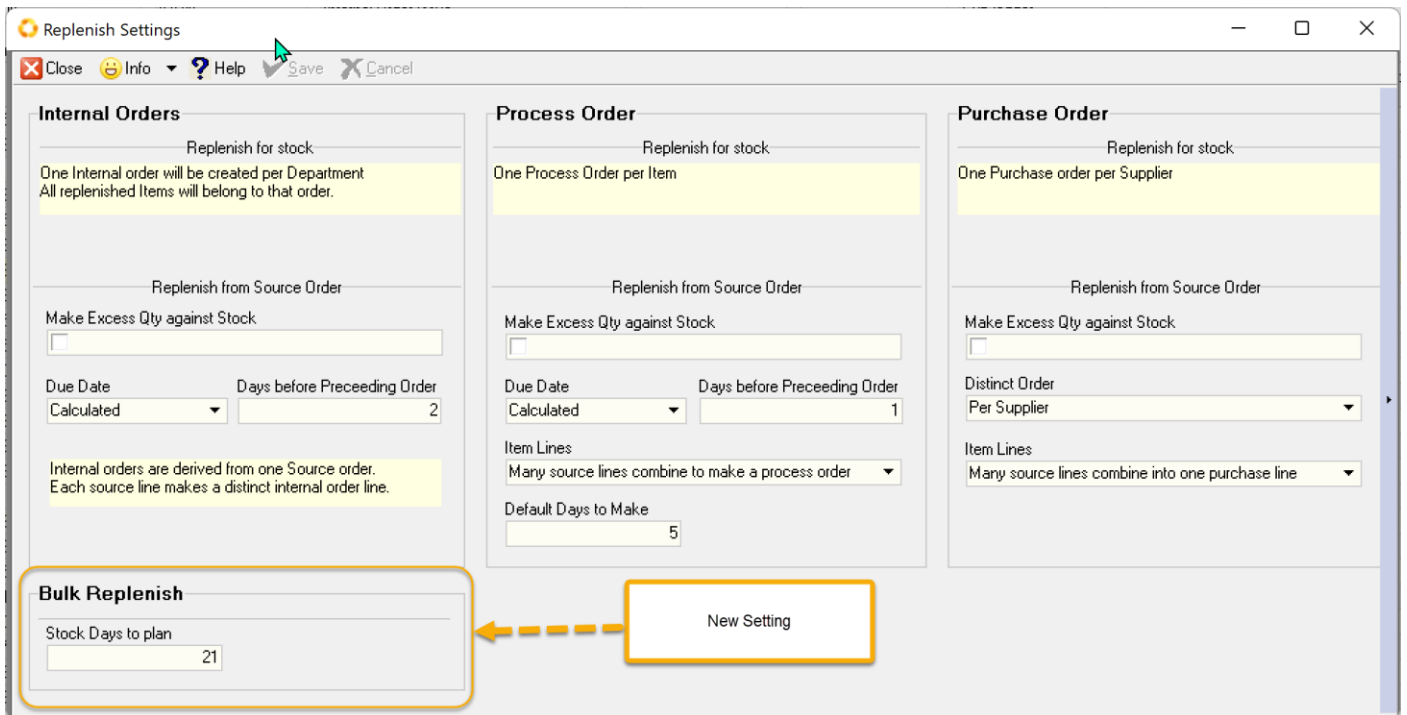 Replenish Settings
Close Info Help Save Cancel
Internal Orders
Replenish for stock
One Internal order will be created per Department
All replenished Items will belong to that order.
Replenish from Source Order
Make Excess Qty against Stock
Due Date Days before Preceeding Order
Calculated 2
Internal orders are derived from one Source order.
Each source line makes a distinct internal order line.
Process Order
Replenish for stock
One Process Order per Item
Replenish from Source Order
Make Excess Qty against Stock
Due Date Days before Preceeding Order
Calculated 1
Item Lines
Many source lines combine to make a process order
Default Days to Make
5
Purchase Order
Replenish for stock
One Purchase order per Supplier
Replenish from Source Order
Make Excess Qty against Stock
Distinct Order
Per Supplier
Item Lines
Many source lines combine into one purchase line
Bulk Replenish
Stock Days to plan
21
New Setting